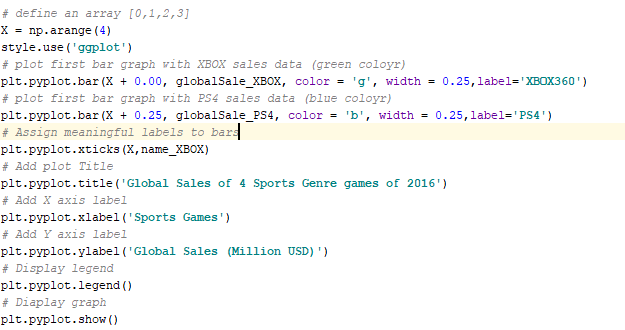 # define an array [0,1,2,3]
X = np.arange(4)
style.use('ggplot')
# plot first bar graph with XBOX sales data (green coloyr)
plt.pyplot.bar(X + 0.00, globalSale_XBOX, color = 'g', width = 0.25,label='XBOX360')
# plot first bar graph with PS4 sales data (blue coloyr)
plt.pyplot.bar(X + 0.25, globalSale_PS4, color = 'b', width = 0.25,label='PS4')
# Assign meaningful labels to bars
plt.pyplot.xticks(X,name_XBOX)
# Add plot Title
plt.pyplot.title('Global Sales of 4 Sports Genre games of 2016')
# Add X axis label
plt.pyplot.xlabel('Sports Games')
# Add Y axis label
plt.pyplot.ylabel('Global Sales (Million USD)')
# Display legend
plt.pyplot.legend()
# Diaplay graph
plt.pyplot.show()